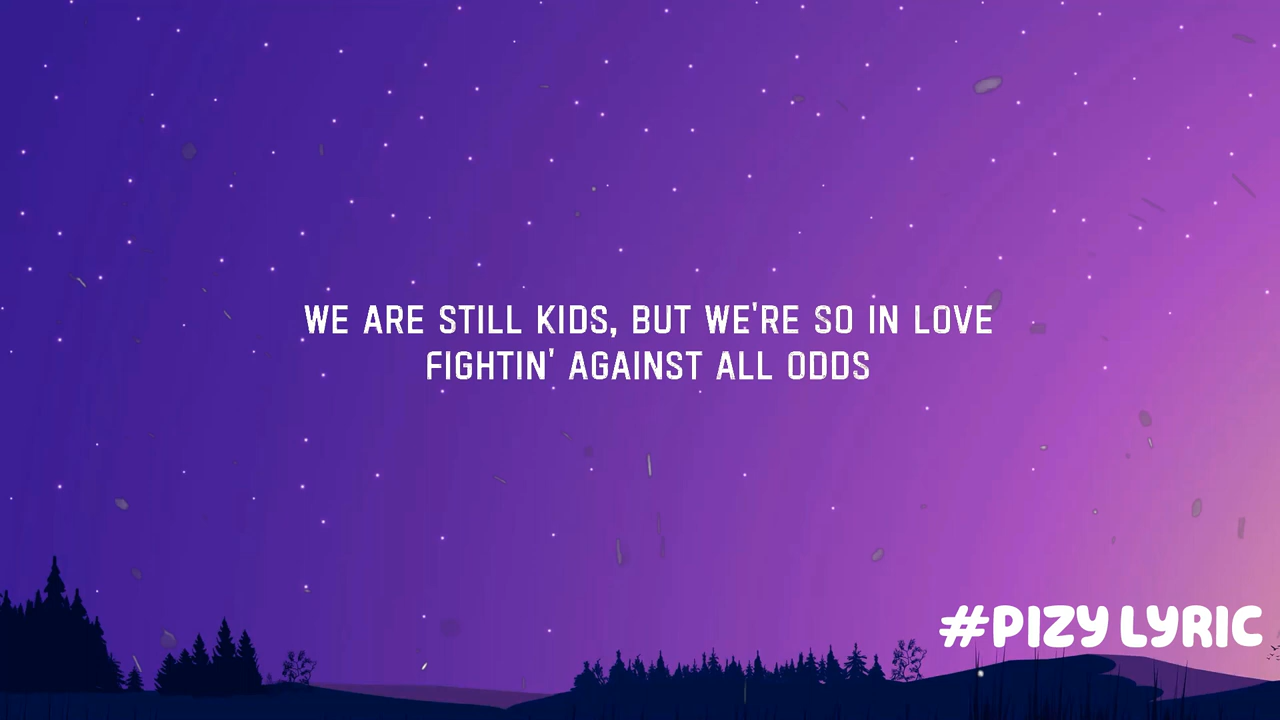 WE ARE STILL KIDS, BUT WE'RE SO IN LOVE
FIGHTIN' AGAINST ALL ODDS
#PIZY LYRIC